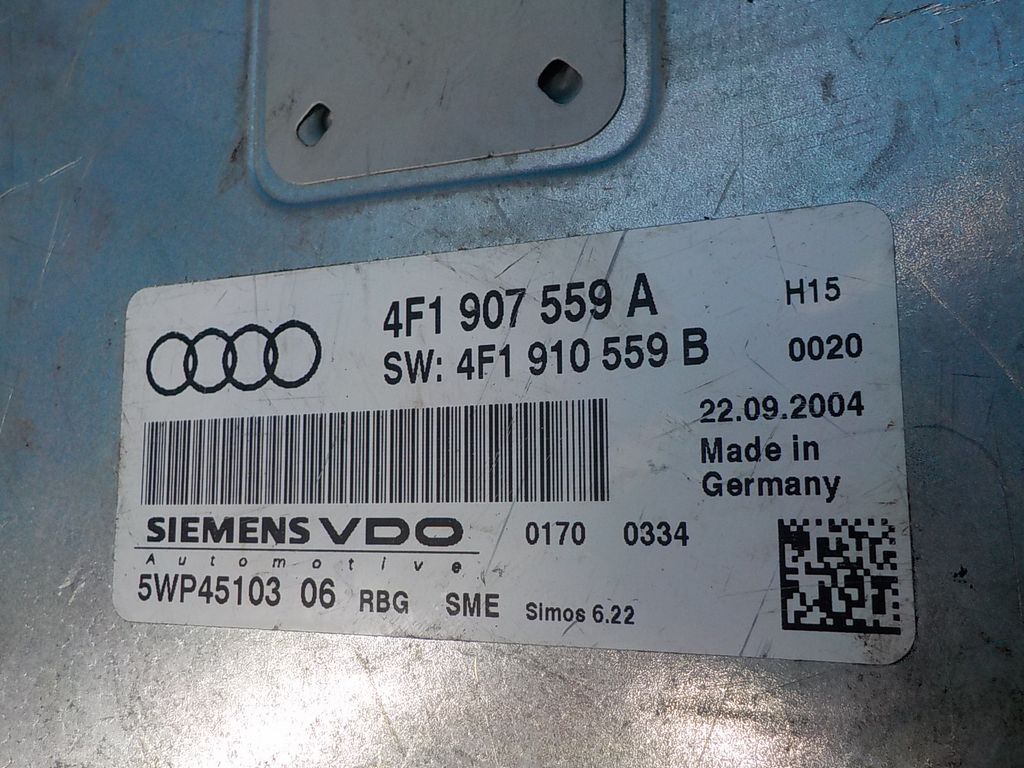 4F1 907 559 A H15
SW: 4F1 910 559 B 0020
22.09.2004
Made in
Germany
SIEMENS VDO 0170 0334
Automotive
5WP45103 06 RBG SME Simos 6.22